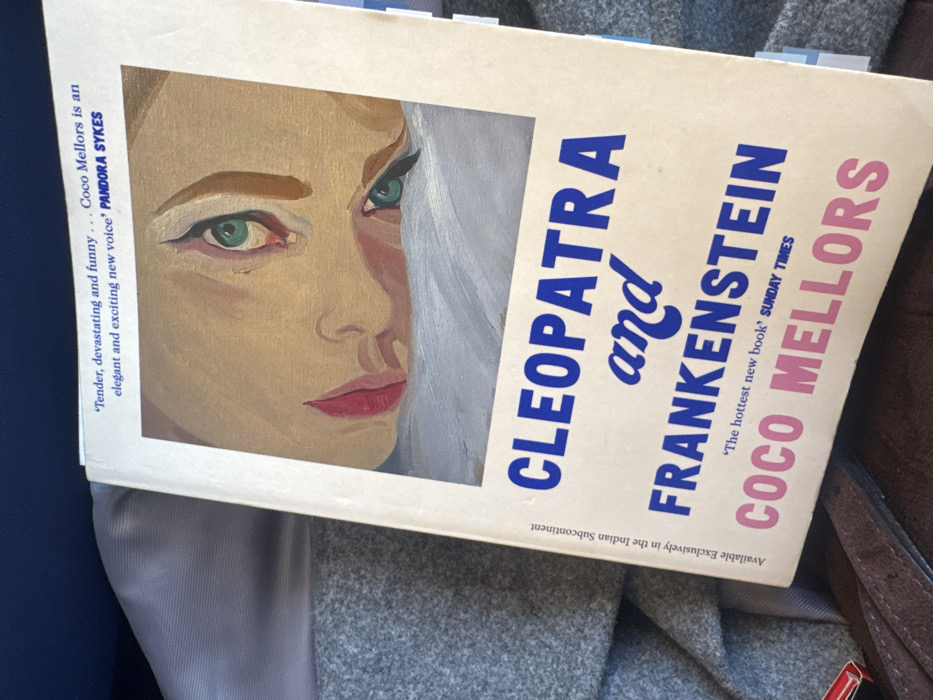 ‘Tender, devastating and funny . . . Coco Mellors is an
elegant and exciting new voice’ PANDORA SYKES
CLEOPATRA
and
FRANKENSTEIN
‘The hottest new book’ SUNDAY TIMES
COCO MELLORS
Available Exclusively in the Indian Subcontinent